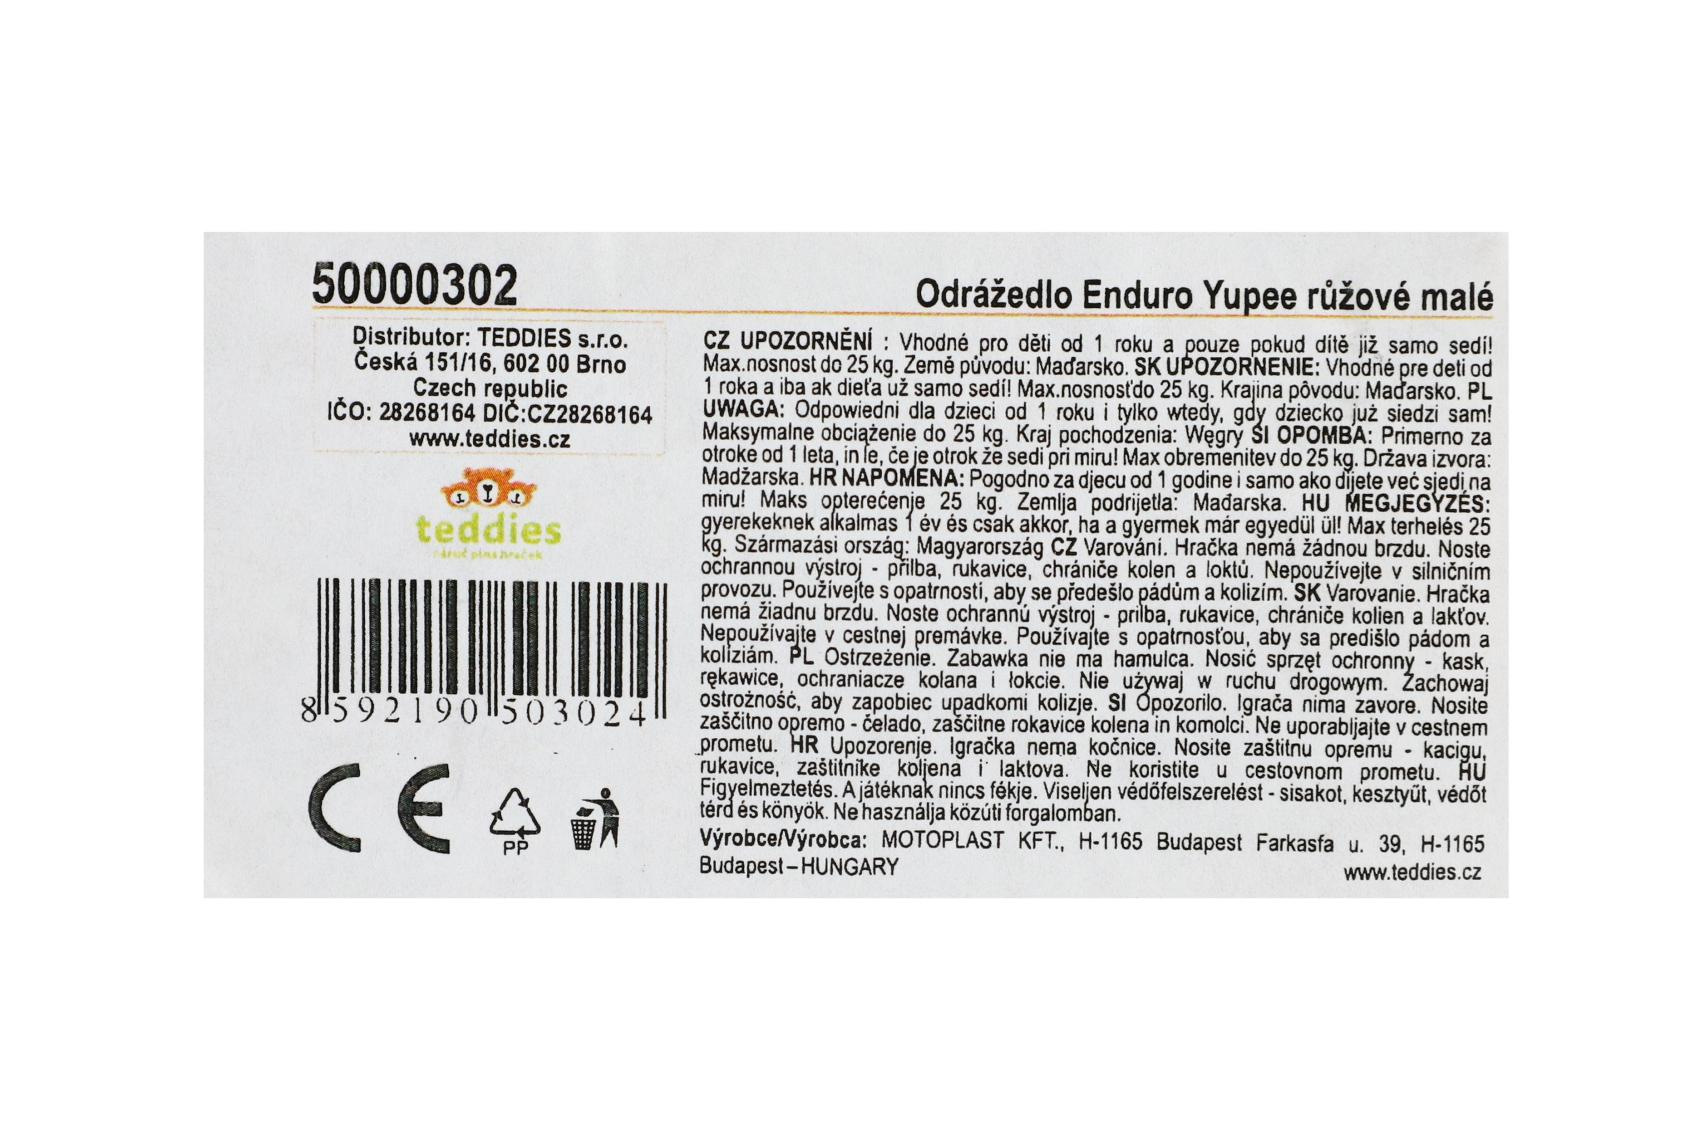 50000302
Odrážedlo Enduro Yupee růžové malé
Distributor: TEDDIES s.r.o.
Česká 151/16, 602 00 Brno
Czech republic
IČO: 28268164 DIČ:CZ28268164
www.teddies.cz
teddies
náruč plná hraček
8 592190 503024
PP
CZ UPOZORNĚNÍ : Vhodné pro děti od 1 roku a pouze pokud dítě již samo sedí!
Max.nosnost do 25 kg. Země původu: Maďarsko. SK UPOZORNENIE: Vhodné pre deti od
1 roka a iba ak dieťa už samo sedí! Max.nosnosťdo 25 kg. Krajina pôvodu: Maďarsko. PL
UWAGA: Odpowiedni dla dzieci od 1 roku i tylko wtedy, gdy dziecko już siedzi sam!
Maksymalne obciążenie do 25 kg. Kraj pochodzenia: Węgry SI OPOMBA: Primerno za
otroke od 1 leta, in le, če je otrok že sedi pri miru! Max obremenitev do 25 kg. Država izvora:
Madžarska. HR NAPOMENA: Pogodno za djecu od 1 godine i samo ako dijete već sjedi na
miru! Maks opterećenje 25 kg. Zemlja podrijetla: Mađarska. HU MEGJEGYZÉS:
gyerekeknek alkalmas 1 év és csak akkor, ha a gyermek már egyedül ül! Max terhelés 25
kg. Származási ország: Magyarország CZ Varování. Hračka nemá žádnou brzdu. Noste
ochrannou výstroj - přilba, rukavice, chrániče kolen a loktů. Nepoužívejte v silničním
provozu. Používejte s opatrností, aby se předešlo pádům a kolizím. SK Varovanie. Hračka
nemá žiadnu brzdu. Noste ochrannú výstroj - prilba, rukavice, chrániče kolien a lakťov.
Nepoužívajte v cestnej premávke. Používajte s opatrnosťou, aby sa predišlo pádom a
kolíziám. PL Ostrzeżenie. Zabawka nie ma hamulca. Nosić sprzęt ochronny - kask,
rękawice, ochraniacze kolana i łokcie. Nie używaj w ruchu drogowym. Zachowaj
ostrożność, aby zapobiec upadkomi kolizje. SI Opozorilo. Igrača nima zavore. Nosite
zaščitno opremo - čelado, zaščitne rokavice kolena in komolci. Ne uporabljajte v cestnem
prometu. HR Upozorenje. Igračka nema kočnice. Nosite zaštitnu opremu - kacigu,
rukavice, zaštitnike koljena i laktova. Ne koristite u cestovnom prometu. HU
Figyelmeztetés. A játéknak nincs fékje. Viseljen védőfelszerelést - sisakot, kesztyűt, védőt
térd és könyök. Ne használja közúti forgalomban.
Výrobce/Výrobca: MOTOPLAST KFT., H-1165 Budapest Farkasfa u. 39, H-1165
Budapest–HUNGARY
www.teddies.cz